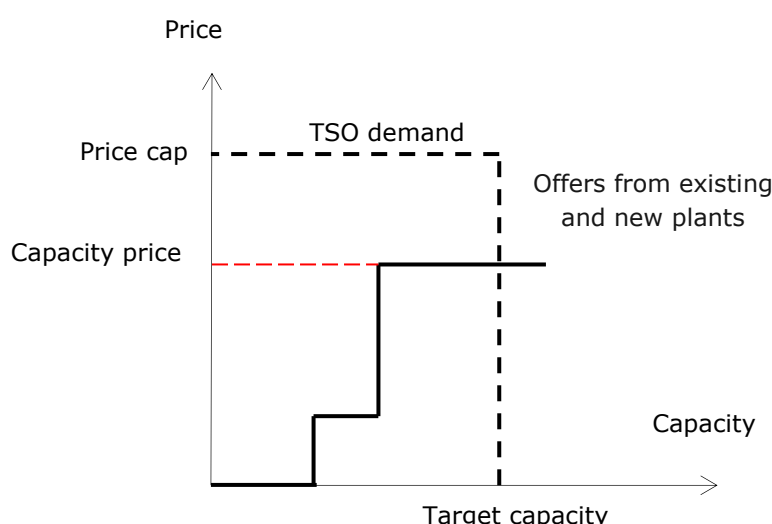 Price
TSO demand
Price cap
Offers from existing
and new plants
Capacity price
Capacity
Target capacity